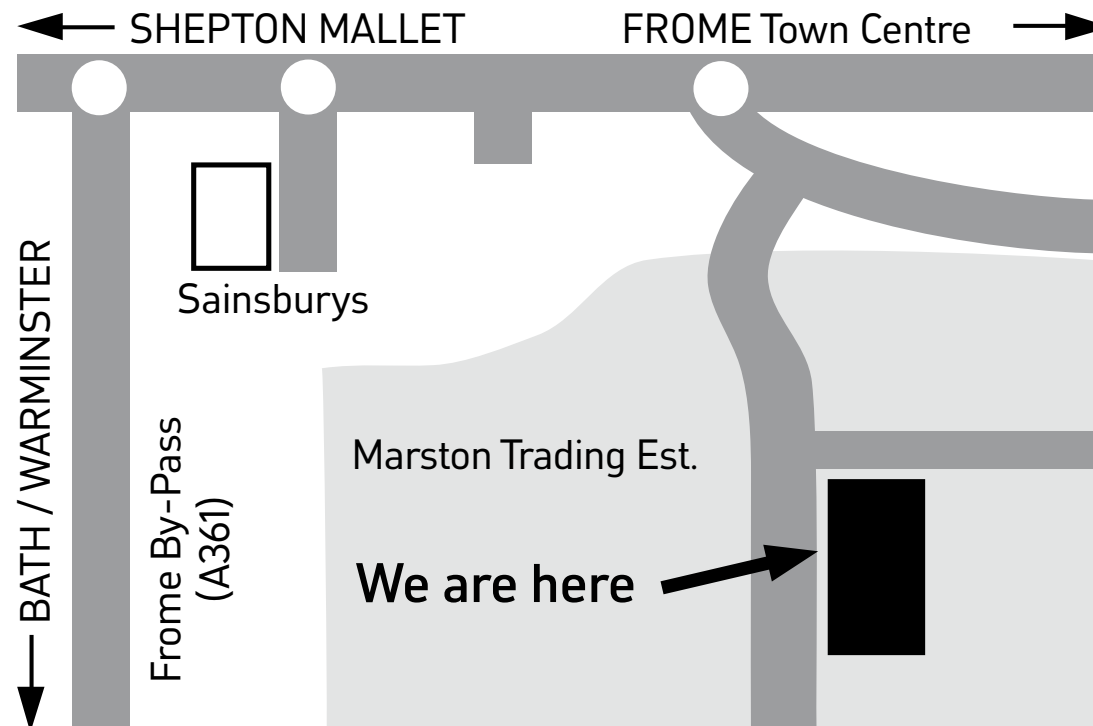 SHEPTON MALLET
FROME Town Centre
Sainsburys
BATH / WARMINSTER
Frome By-Pass
(A361)
Marston Trading Est.
We are here